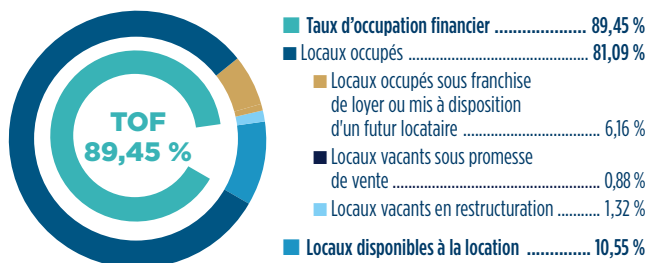 TOF
89,45 %
Taux d'occupation financier ................... 89,45 %
Locaux occupés ........................................... 81,09 %
Locaux occupés sous franchise
de loyer ou mis à disposition
d'un futur locataire ................................. 6,16 %
Locaux vacants sous promesse
de vente .................................................. 0,88 %
Locaux vacants en restructuration ........... 1,32 %
Locaux disponibles à la location ............. 10,55 %